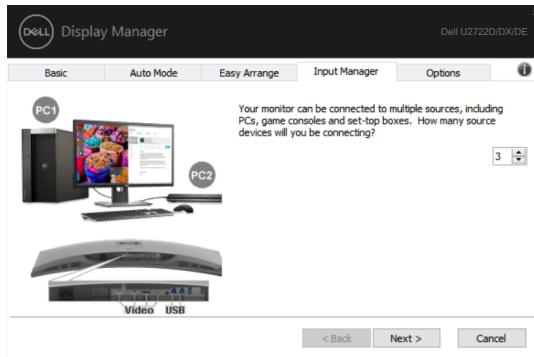 DELL Display Manager
Dell U2722D/DX/DE
Basic
Auto Mode
Easy Arrange
Input Manager
Options
PC1
PC2
Your monitor can be connected to multiple sources, including
PCs, game consoles and set-top boxes. How many source
devices will you be connecting?
3
Video USB
< Back
Next >
Cancel